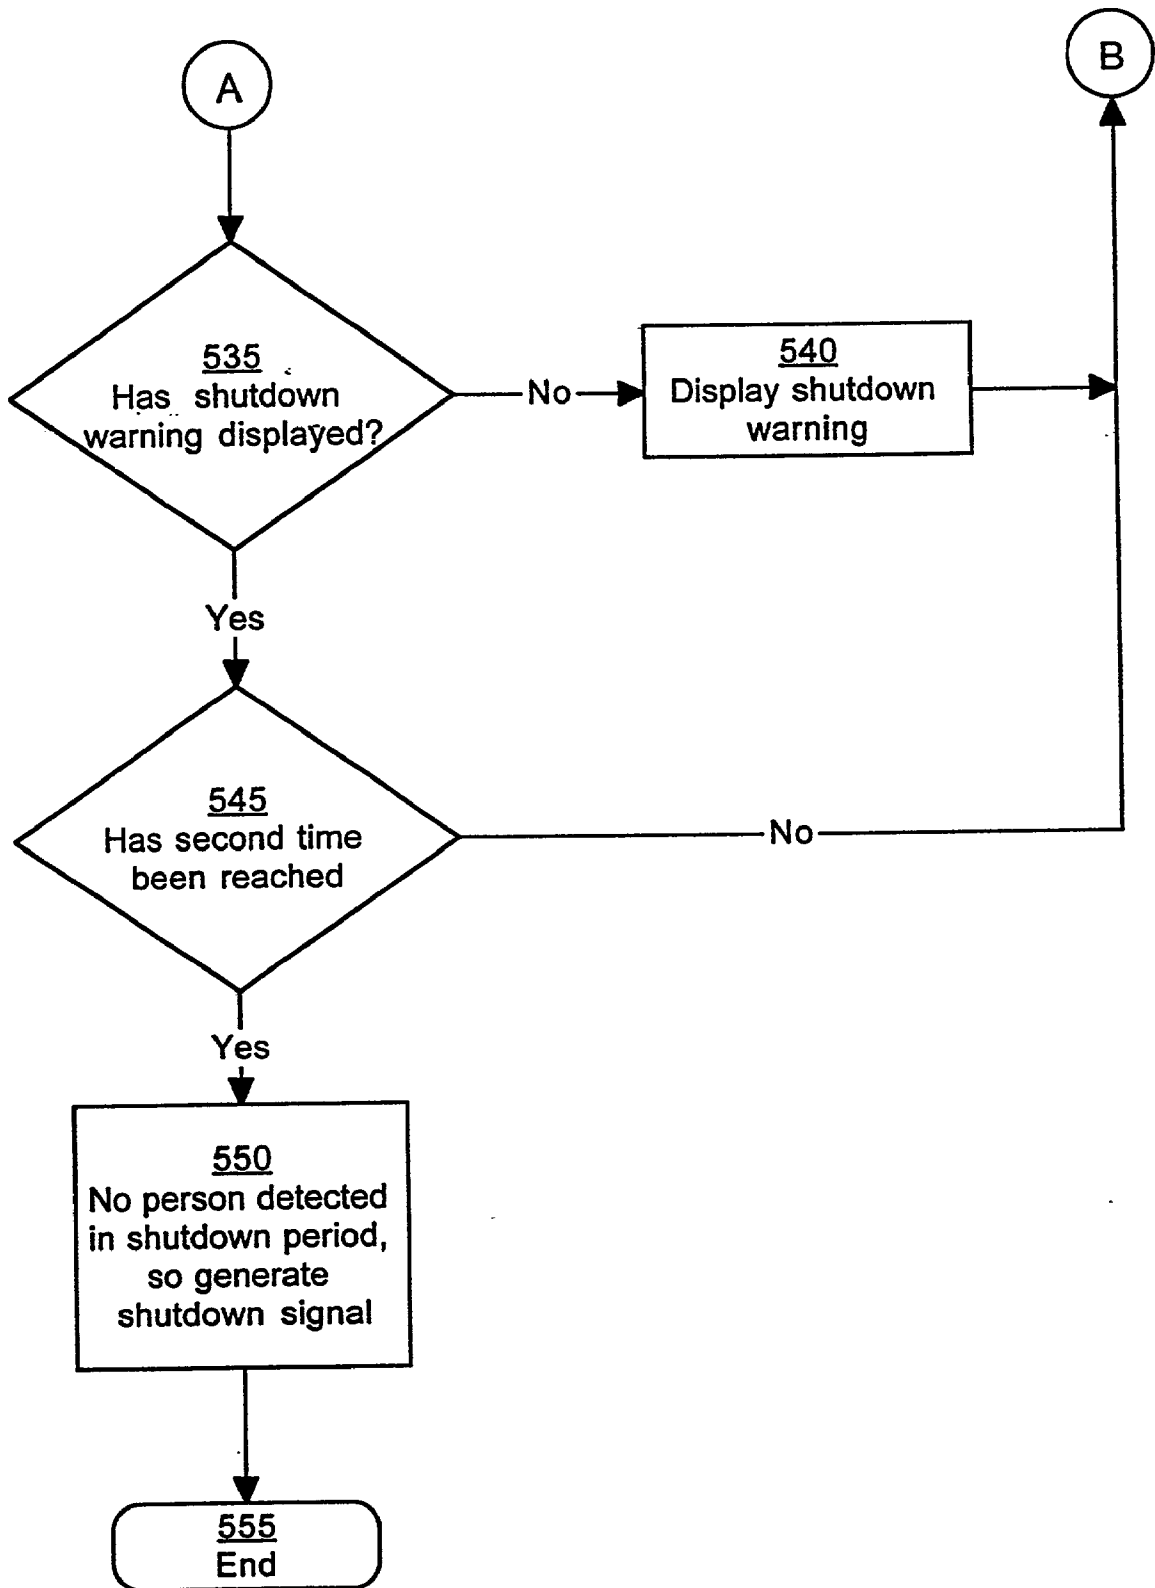 A
B
535
Has shutdown
warning displayed?
No
540
Display shutdown
warning
Yes
545
Has second time
been reached
No
Yes
550
No person detected
in shutdown period,
so generate
shutdown signal
555
End